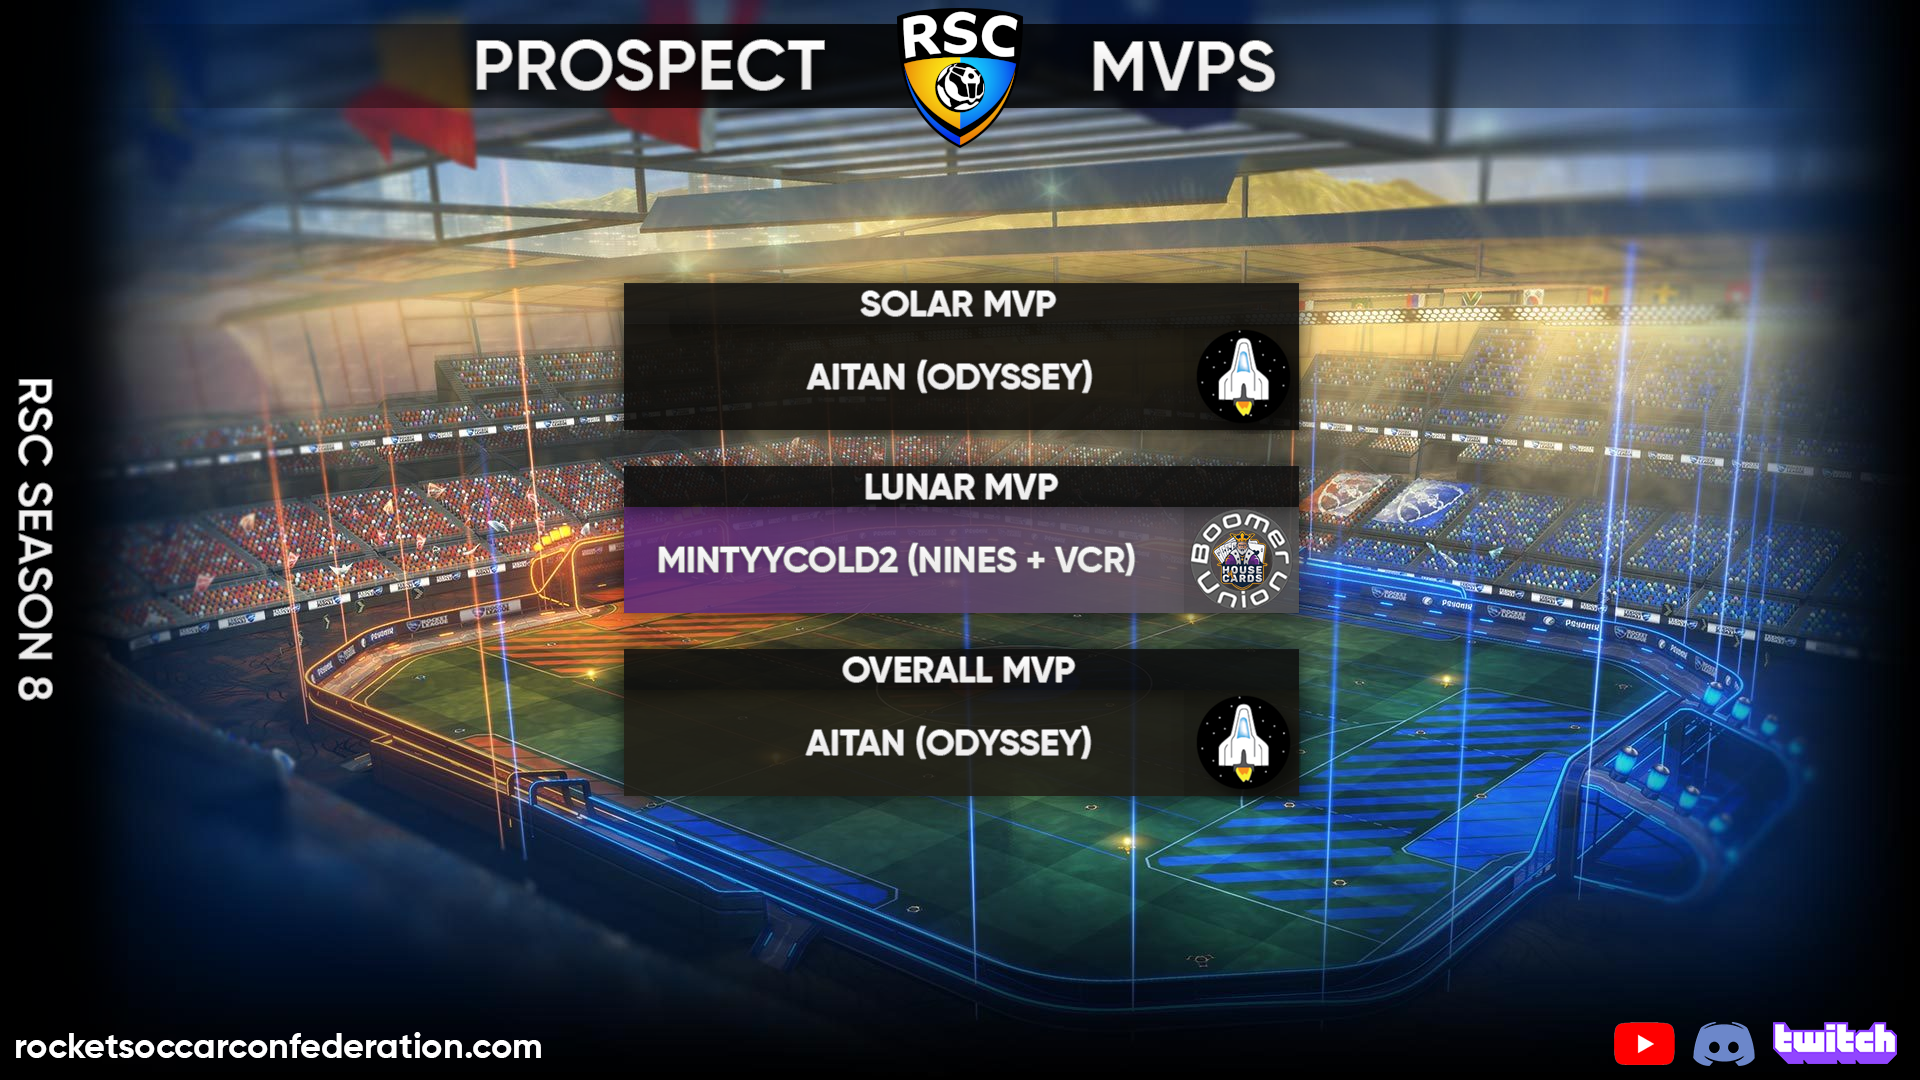 PROSPECT
RSC
MVPS
SOLAR MVP
AITAN (ODYSSEY)
LUNAR MVP
MINTYYCOLD2 (NINES + VCR)
Boomer
HOUSE
CARDS
Union
OVERALL MVP
AITAN (ODYSSEY)
RSC SEASON 8
PSYONIX
rocketsoccarconfederation.com
twitch